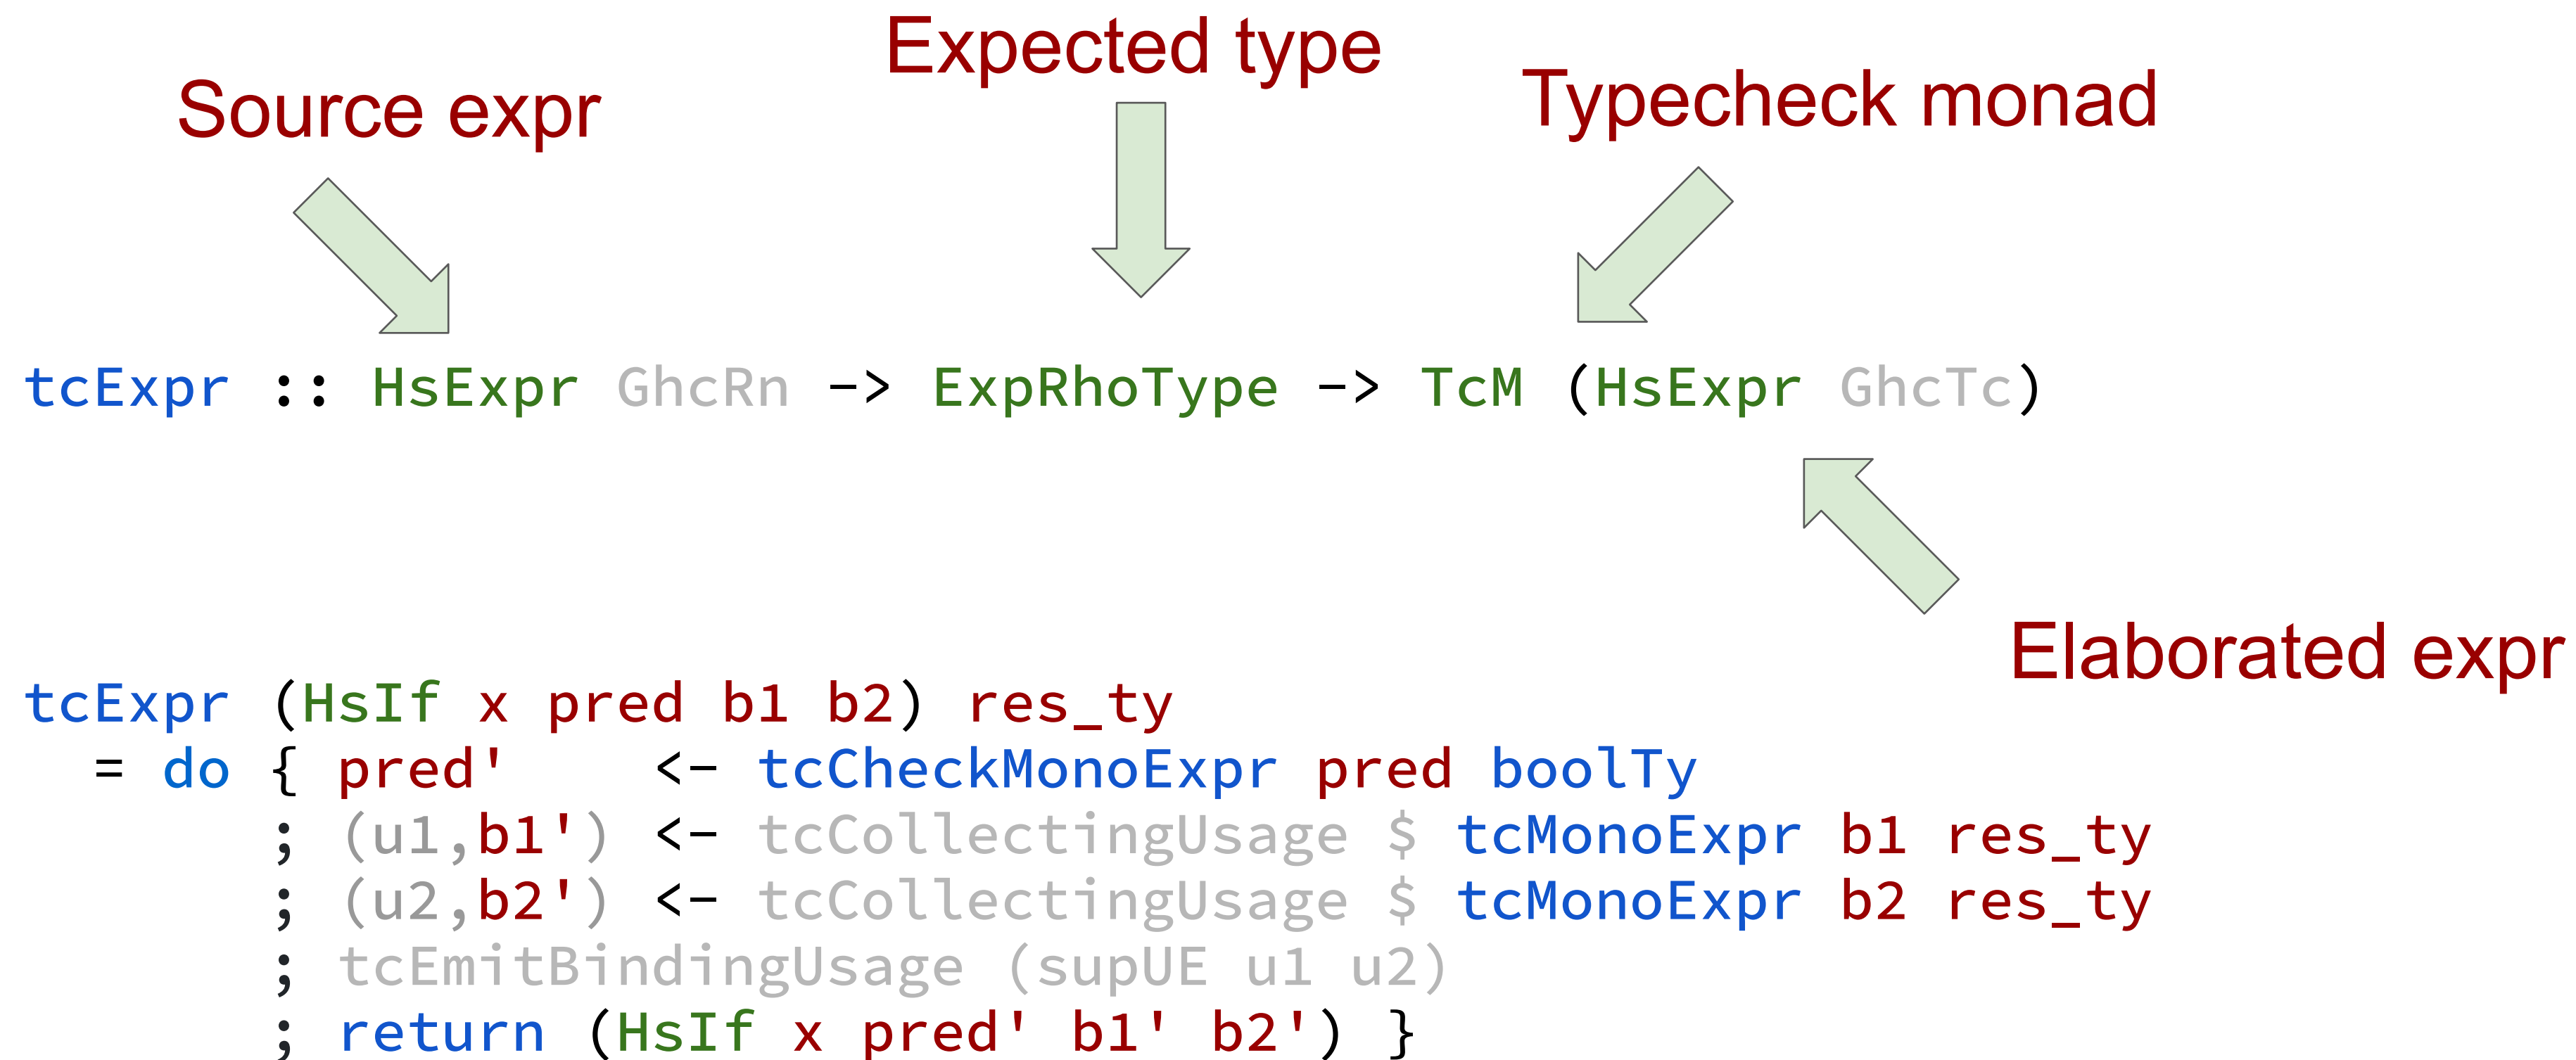 Expected type
Source expr
Typecheck monad
tcExpr :: HsExpr GhcRn -> ExpRhoType -> TcM (HsExpr GhcTc)
Elaborated expr
tcExpr (HsIf x pred b1 b2) res_ty
  = do { pred'    <- tcCheckMonoExpr pred boolTy
       ; (u1,b1') <- tcCollectingUsage $ tcMonoExpr b1 res_ty
       ; (u2,b2') <- tcCollectingUsage $ tcMonoExpr b2 res_ty
       ; tcEmitBindingUsage (supUE u1 u2)
       ; return (HsIf x pred' b1' b2') }